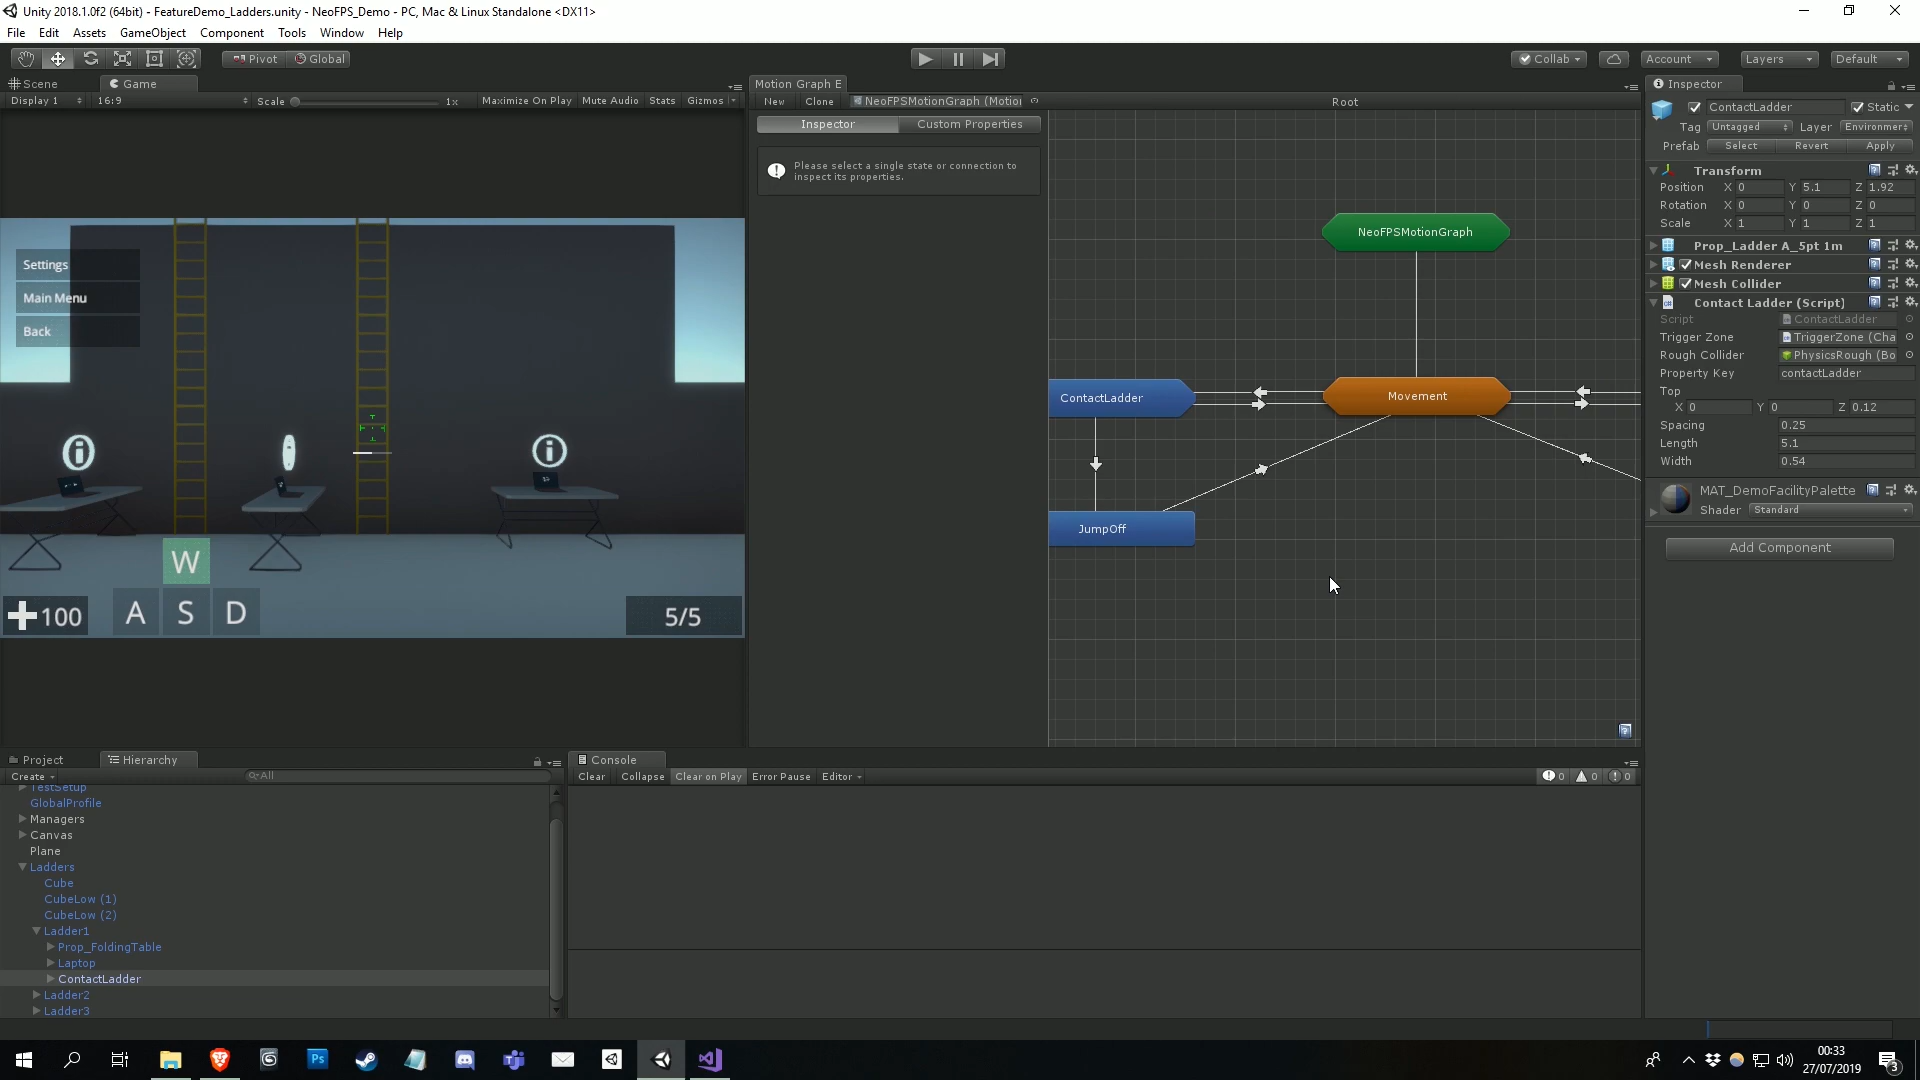 Unity 2018.1.0f2 (64bit) - FeatureDemo_Ladders.unity - NeoFPS_Demo - PC, Mac & Linux Standalone <DX11>
File Edit Assets GameObject Component Tools Window Help
Pivot Global
Collab Account Layers Default
Scene Game
Display 1 16:9 Scale 1x Maximize On Play Mute Audio Stats Gizmos
Settings
Main Menu
Back
W
100 A S D 5/5
Motion Graph E
New Clone NeoFPSMotionGraph (Motion
Root
Inspector Custom Properties
Please select a single state or connection to
inspect its properties.
NeoFPSMotionGraph
ContactLadder
Movement
JumpOff
Inspector
ContactLadder Static
Tag Untagged Layer Environmen
Prefab Select Revert Apply
Transform
Position X 0 Y 5.1 Z 1.92
Rotation X 0 Y 0 Z 0
Scale X 1 Y 1 Z 1
Prop_Ladder A_5pt 1m
Mesh Renderer
Mesh Collider
Contact Ladder (Script)
Script ContactLadder
Trigger Zone TriggerZone (Cha
Rough Collider PhysicsRough (Bo
Property Key contactLadder
Top
X 0 Y 0 Z 0.12
Spacing 0.25
Length 5.1
Width 0.54
MAT_DemoFacilityPalette
Shader Standard
Add Component
Project Hierarchy
Create All
TestSetup
GlobalProfile
Managers
Canvas
Plane
Ladders
Cube
CubeLow (1)
CubeLow (2)
Ladder1
Prop_FoldingTable
Laptop
ContactLadder
Ladder2
Ladder3
Console
Clear Collapse Clear on Play Error Pause Editor 0 0 0
Ps
00:33
27/07/2019
3